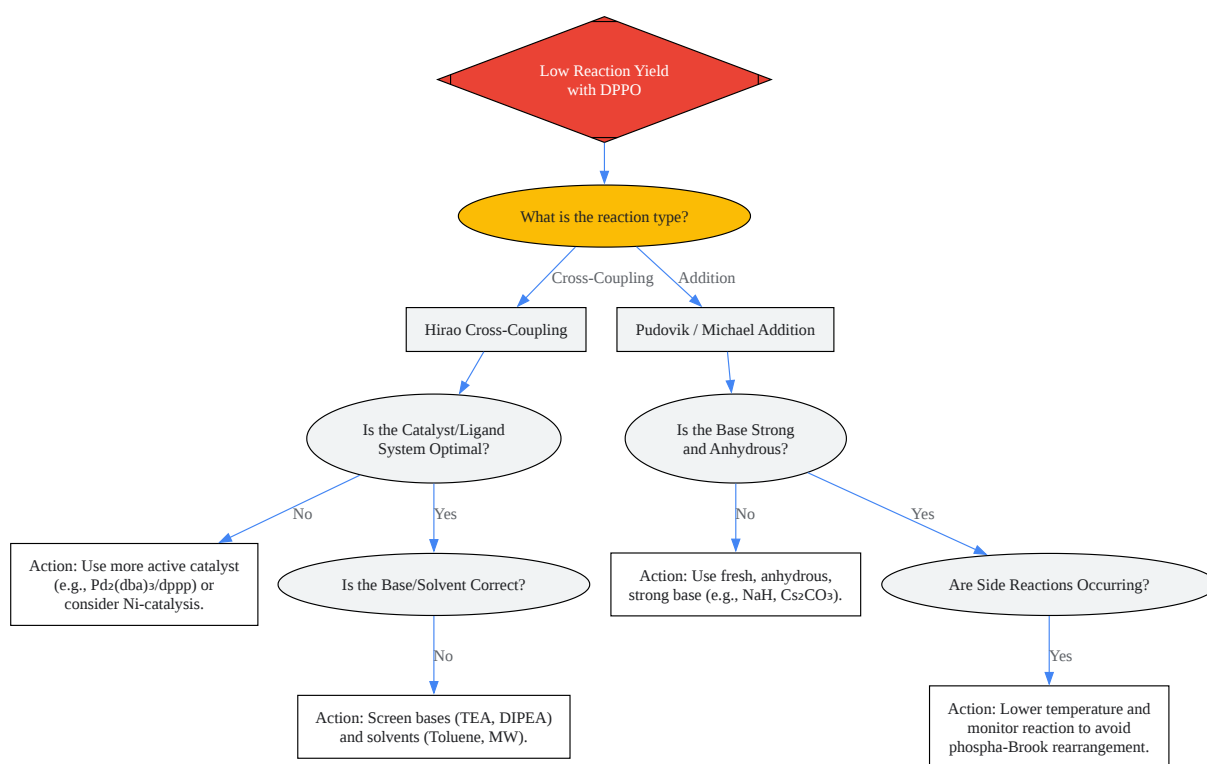 Low Reaction Yield
with DPPO
What is the reaction type?
Cross-Coupling
Addition
Hirao Cross-Coupling
Pudovik / Michael Addition
Is the Catalyst/Ligand
System Optimal?
Is the Base Strong
and Anhydrous?
No
Yes
No
Yes
Action: Use more active catalyst
(e.g., Pd₂(dba)₃/dppp) or
consider Ni-catalysis.
Is the Base/Solvent Correct?
Action: Use fresh, anhydrous,
strong base (e.g., NaH, Cs₂CO₃).
Are Side Reactions Occurring?
No
Yes
Action: Screen bases (TEA, DIPEA)
and solvents (Toluene, MW).
Action: Lower temperature and
monitor reaction to avoid
phospha-Brook rearrangement.